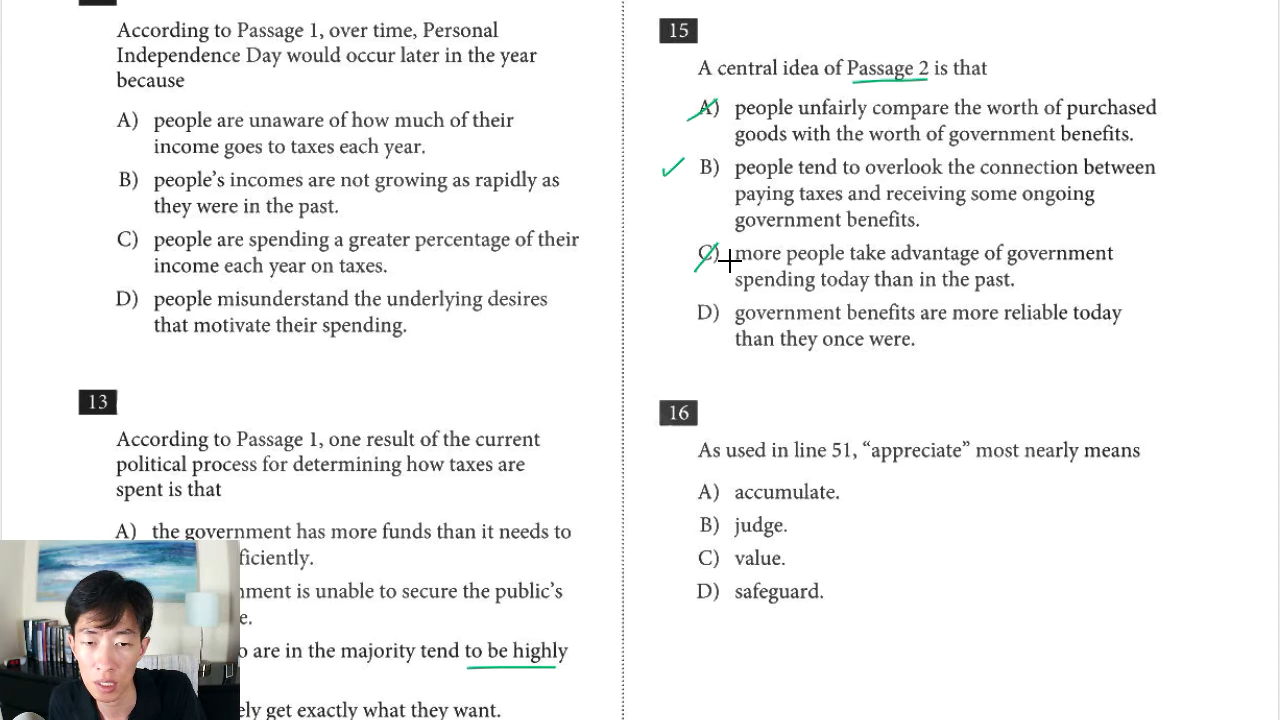 According to Passage 1, over time, Personal
Independence Day would occur later in the year
because
A) people are unaware of how much of their
income goes to taxes each year.
B) people's incomes are not growing as rapidly as
they were in the past.
C) people are spending a greater percentage of their
income each year on taxes.
D) people misunderstand the underlying desires
that motivate their spending.
13
According to Passage 1, one result of the current
political process for determining how taxes are
spent is that
A) the government has more funds than it needs to
are in the majority tend to be highly
get exactly what they want.
15
A central idea of Passage 2 is that
A) people unfairly compare the worth of purchased
goods with the worth of government benefits.
B) people tend to overlook the connection between
paying taxes and receiving some ongoing
government benefits.
C) more people take advantage of government
spending today than in the past.
D) government benefits are more reliable today
than they once were.
16
As used in line 51, “appreciate” most nearly means
A) accumulate.
B) judge.
C) value.
D) safeguard.